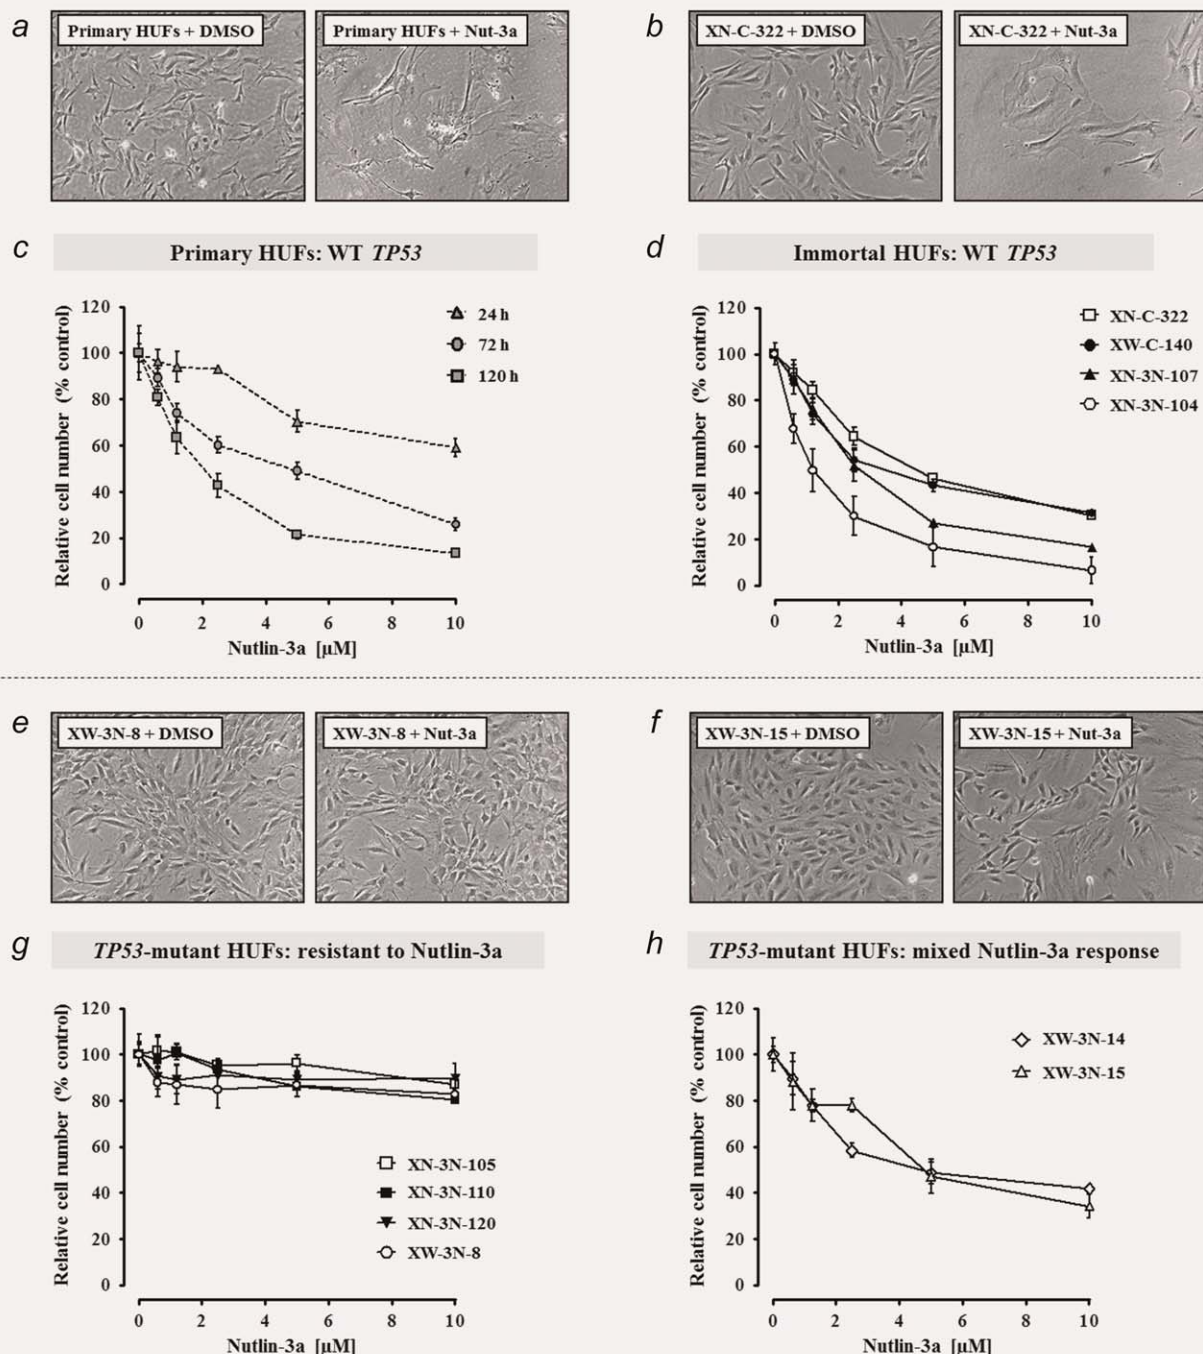 a
Primary HUFs + DMSO
Primary HUFs + Nut-3a
b
XN-C-322 + DMSO
XN-C-322 + Nut-3a
c
Primary HUFs: WT TP53
Relative cell number (% control)
120
100
80
60
40
20
0
24 h
72 h
120 h
0 2 4 6 8 10
Nutlin-3a [µM]
d
Immortal HUFs: WT TP53
Relative cell number (% control)
120
100
80
60
40
20
0
XN-C-322
XW-C-140
XN-3N-107
XN-3N-104
0 2 4 6 8 10
Nutlin-3a [µM]
e
XW-3N-8 + DMSO
XW-3N-8 + Nut-3a
f
XW-3N-15 + DMSO
XW-3N-15 + Nut-3a
g
TP53-mutant HUFs: resistant to Nutlin-3a
Relative cell number (% control)
120
100
80
60
40
20
0
XN-3N-105
XN-3N-110
XN-3N-120
XW-3N-8
0 2 4 6 8 10
Nutlin-3a [µM]
h
TP53-mutant HUFs: mixed Nutlin-3a response
Relative cell number (% control)
120
100
80
60
40
20
0
XW-3N-14
XW-3N-15
0 2 4 6 8 10
Nutlin-3a [µM]